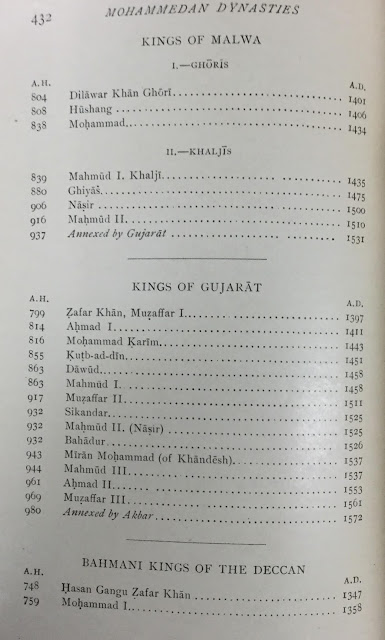 432 MOHAMMEDAN DYNASTIES
KINGS OF MALWA
I.—GHŌRĪS
A.H. A.D.
804 Dilāwar Khān Ghōrī 1401
808 Hūshang 1406
838 Moḥammad 1434
II.—KHALJĪS
839 Maḥmūd I. Khaljī 1435
880 Ghiyāš 1475
906 Nāṣir 1500
916 Maḥmūd II. 1510
937 Annexed by Gujarāt 1531
KINGS OF GUJARĀT
A.H. A.D.
799 Ẓafar Khān, Muẓaffar I. 1397
814 Aḥmad I. 1411
816 Moḥammad Karīm 1443
855 Ḳuṭb-ad-dīn 1451
863 Dāwūd 1458
863 Maḥmūd I. 1458
917 Muẓaffar II. 1511
932 Sikandar 1525
932 Maḥmūd II. (Nāṣir) 1525
932 Bahādur 1526
943 Mīrān Moḥammad (of Khāndēsh) 1537
944 Maḥmūd III. 1537
961 Aḥmad II. 1553
969 Muẓaffar III. 1561
980 Annexed by Akbar 1572
BAHMANI KINGS OF THE DECCAN
A.H. A.D.
748 Ḥasan Gangu Ẓafar Khān 1347
759 Moḥammad I. 1358